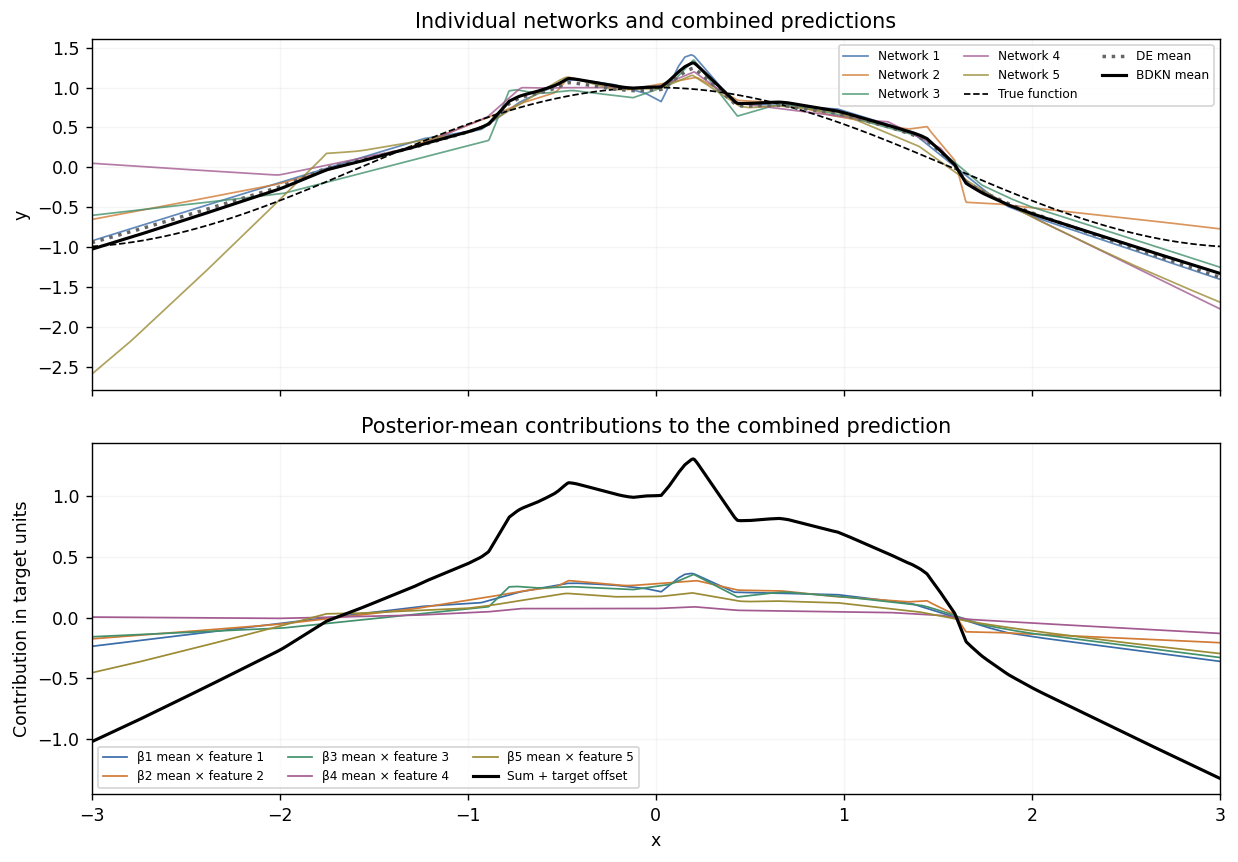 Individual networks and combined predictions
1.5
1.0
0.5
0.0
−0.5
−1.0
−1.5
−2.0
−2.5
y
Network 1
Network 2
Network 3
Network 4
Network 5
True function
DE mean
BDKN mean
Posterior-mean contributions to the combined prediction
1.0
0.5
0.0
−0.5
−1.0
Contribution in target units
β1 mean × feature 1
β2 mean × feature 2
β3 mean × feature 3
β4 mean × feature 4
β5 mean × feature 5
Sum + target offset
−3
−2
−1
0
1
2
3
x